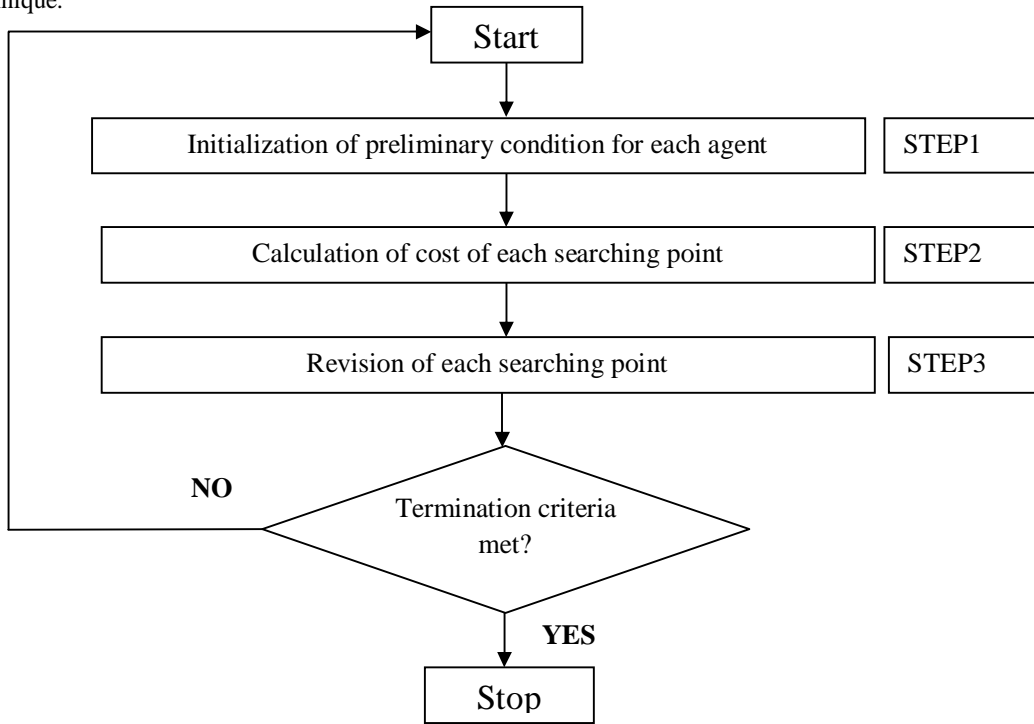 Start
Initialization of preliminary condition for each agent
STEP1
Calculation of cost of each searching point
STEP2
Revision of each searching point
STEP3
NO
Termination criteria
met?
YES
Stop